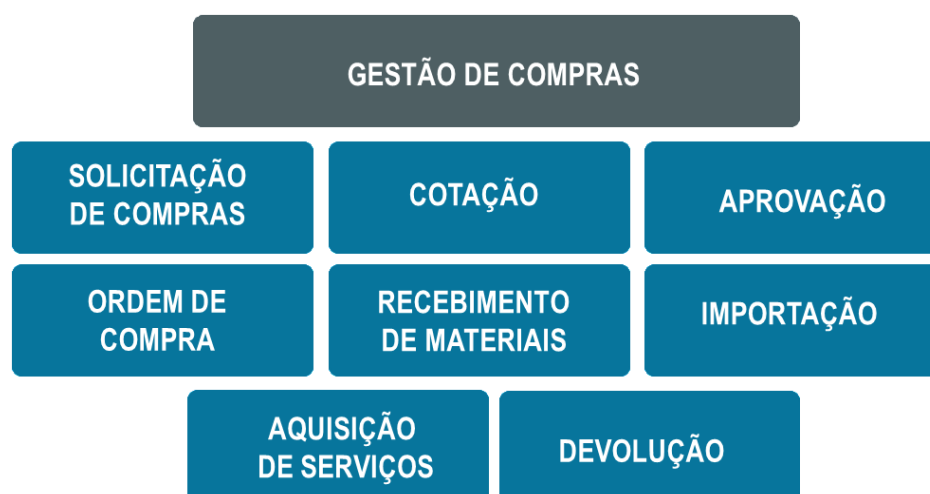 GESTÃO DE COMPRAS
SOLICITAÇÃO
DE COMPRAS
COTAÇÃO
APROVAÇÃO
ORDEM DE
COMPRA
RECEBIMENTO
DE MATERIAIS
IMPORTAÇÃO
AQUISIÇÃO
DE SERVIÇOS
DEVOLUÇÃO